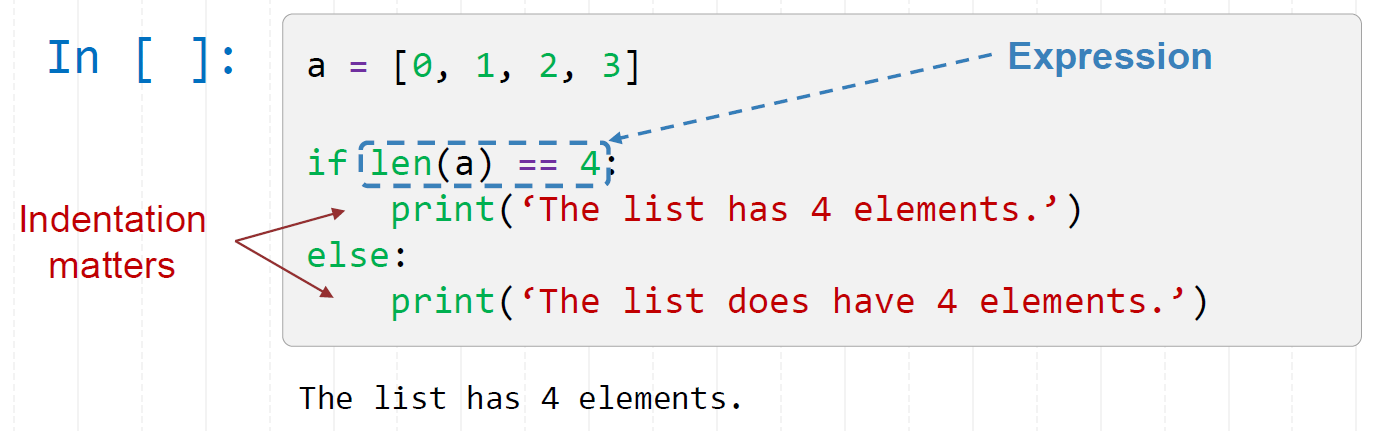 In [ ]:
a = [0, 1, 2, 3]
Expression
if len(a) == 4:
    print(‘The list has 4 elements.’)
Indentation
matters
else:
    print(‘The list does have 4 elements.’)
The list has 4 elements.